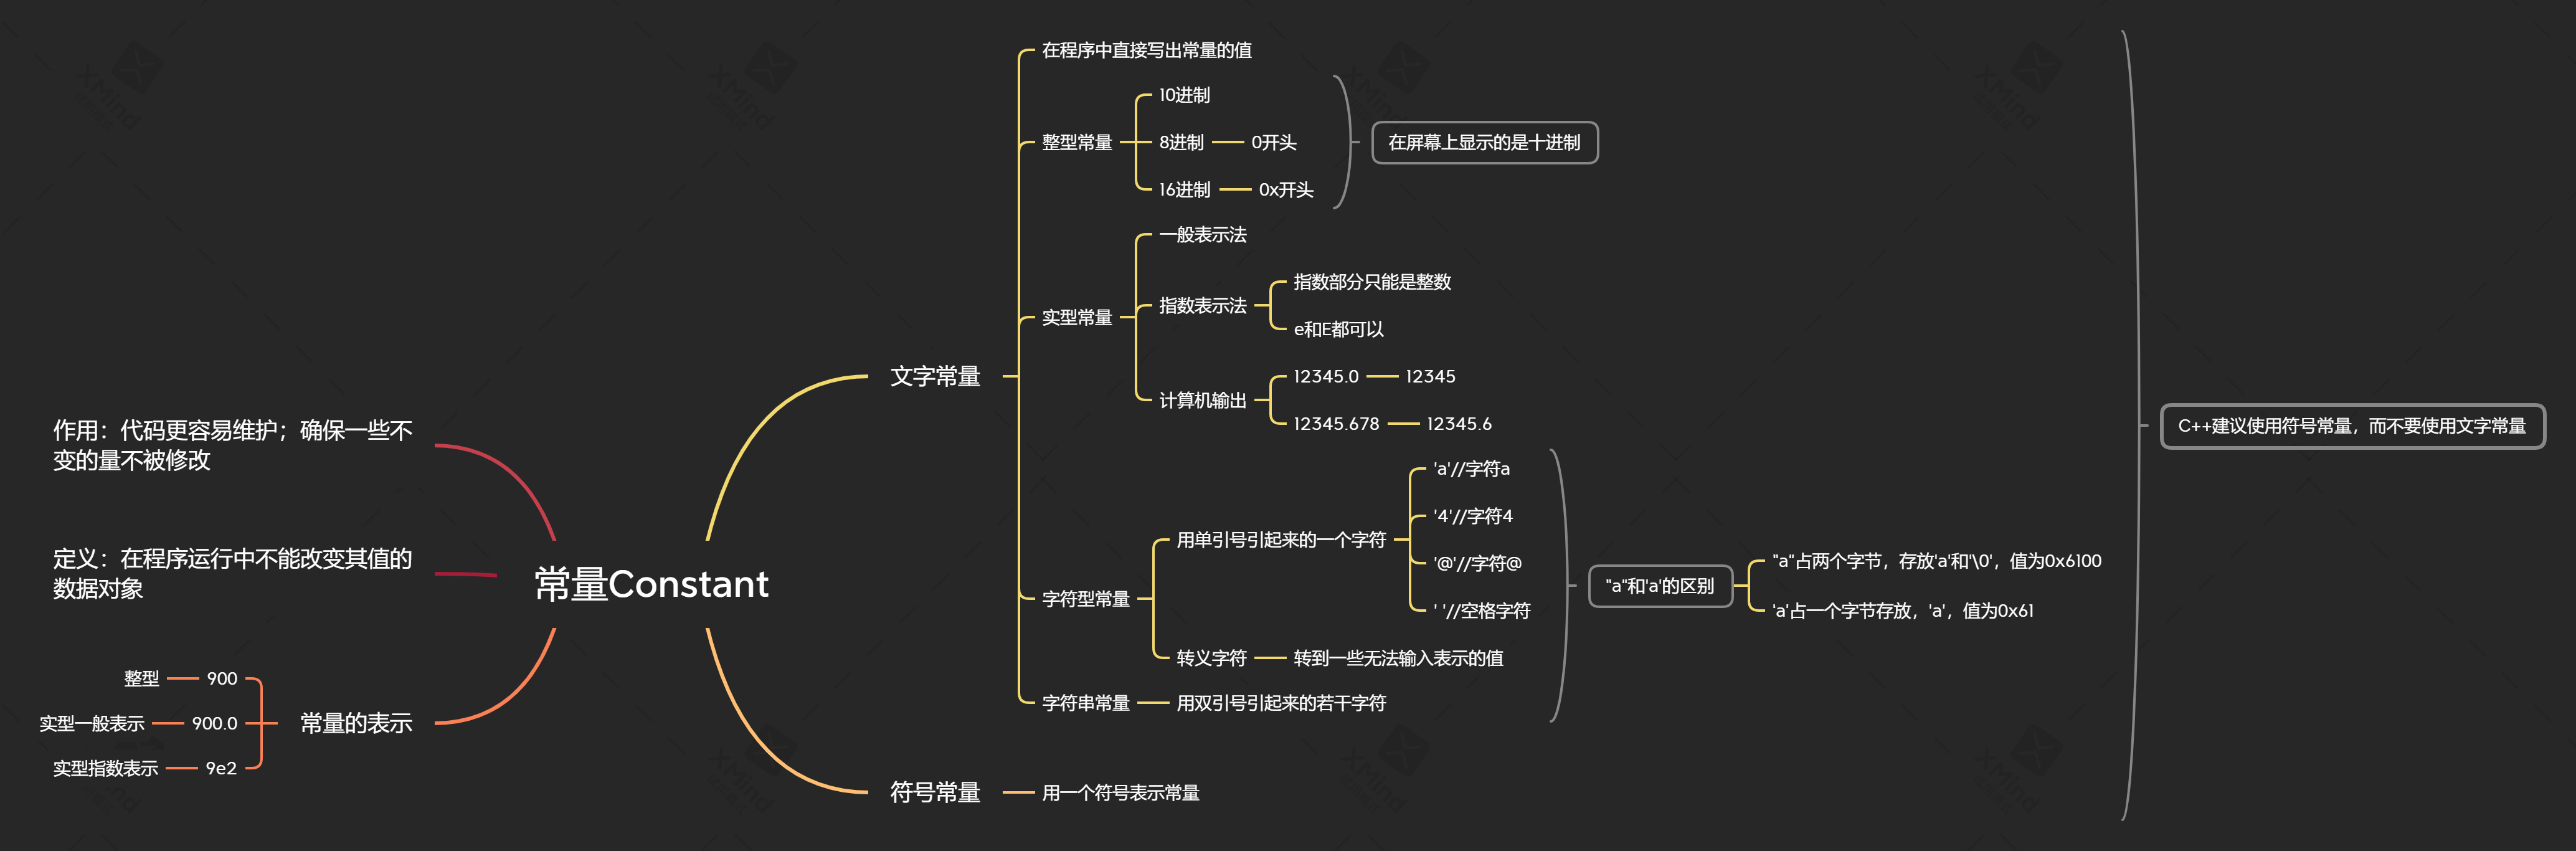 常量Constant
作用：代码更容易维护；确保一些不
变的量不被修改
定义：在程序运行中不能改变其值的
数据对象
常量的表示
900
整型
900.0
实型一般表示
9e2
实型指数表示
文字常量
在程序中直接写出常量的值
整型常量
10进制
8进制
0开头
16进制
0x开头
在屏幕上显示的是十进制
实型常量
一般表示法
指数表示法
指数部分只能是整数
e和E都可以
计算机输出
12345.0
12345
12345.678
12345.6
字符型常量
用单引号引起来的一个字符
'a'//字符a
'4'//字符4
'@'//字符@
' '//空格字符
转义字符
转到一些无法输入表示的值
字符串常量
用双引号引起来的若干字符
"a"和'a'的区别
"a"占两个字节，存放'a'和'\0'，值为0x6100
'a'占一个字节存放，'a'，值为0x61
符号常量
用一个符号表示常量
C++建议使用符号常量，而不要使用文字常量
XMind
XMind
XMind
XMind
XMind
XMind
XMind